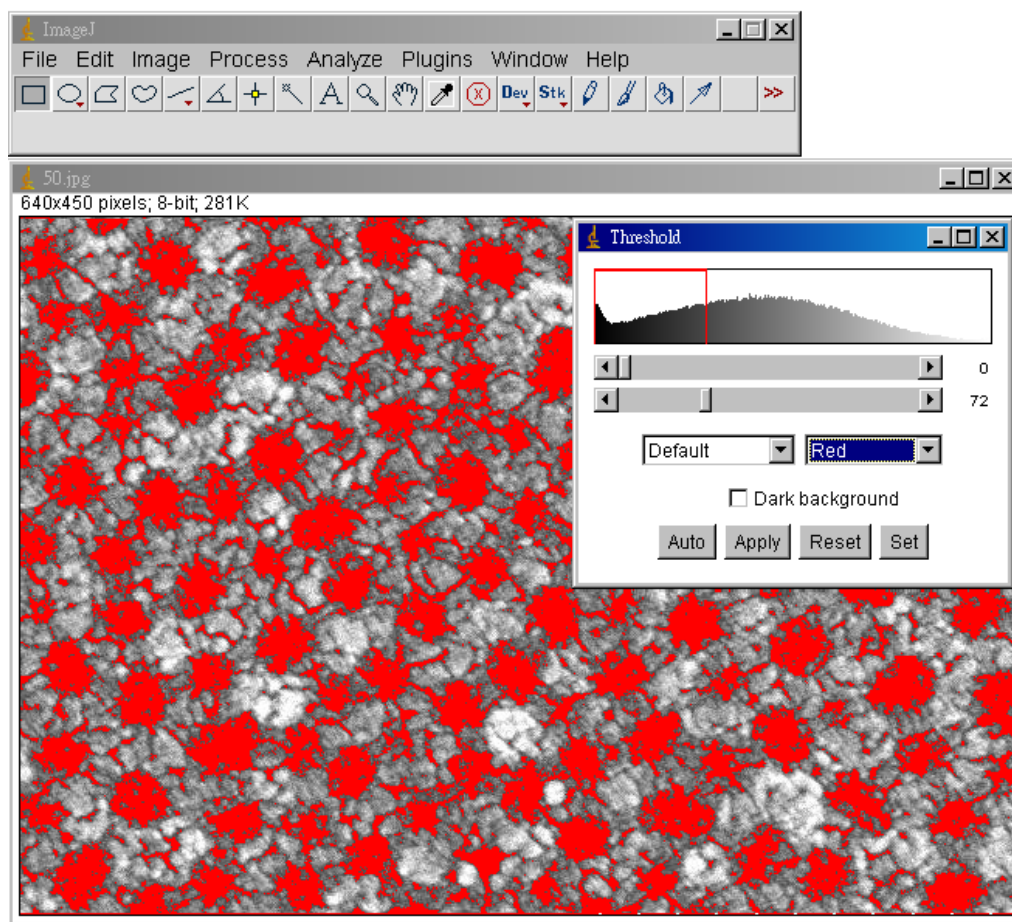 ImageJ
File Edit Image Process Analyze Plugins Window Help
A Dev Stk >>
50.jpg
640x450 pixels; 8-bit; 281K
Threshold
0
72
Default Red
Dark background
Auto Apply Reset Set